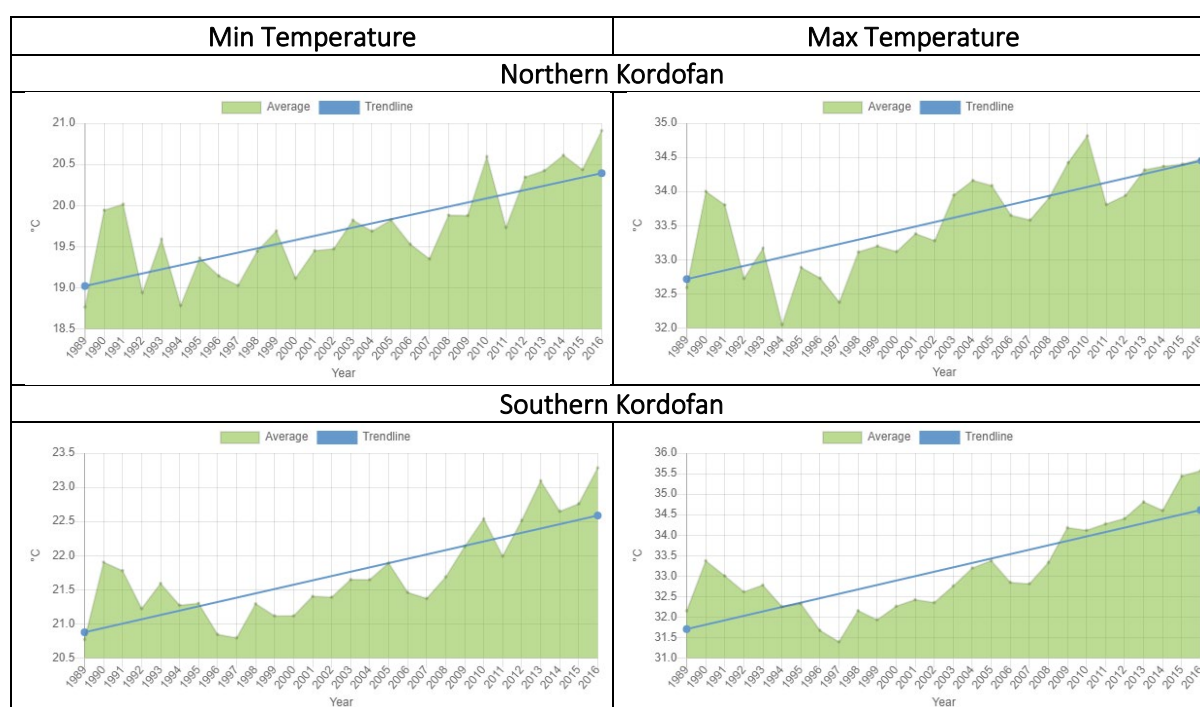 Min Temperature Max Temperature
Northern Kordofan
Average Trendline
21.0
20.5
20.0
19.5
19.0
18.5
°C
1989 1990 1991 1992 1993 1994 1995 1996 1997 1998 1999 2000 2001 2002 2003 2004 2005 2006 2007 2008 2009 2010 2011 2012 2013 2014 2015 2016
Year
Average Trendline
35.0
34.5
34.0
33.5
33.0
32.5
32.0
°C
1989 1990 1991 1992 1993 1994 1995 1996 1997 1998 1999 2000 2001 2002 2003 2004 2005 2006 2007 2008 2009 2010 2011 2012 2013 2014 2015 2016
Year
Southern Kordofan
Average Trendline
23.5
23.0
22.5
22.0
21.5
21.0
20.5
°C
1989 1990 1991 1992 1993 1994 1995 1996 1997 1998 1999 2000 2001 2002 2003 2004 2005 2006 2007 2008 2009 2010 2011 2012 2013 2014 2015 2016
Year
Average Trendline
36.0
35.5
35.0
34.5
34.0
33.5
33.0
32.5
32.0
31.5
31.0
°C
1989 1990 1991 1992 1993 1994 1995 1996 1997 1998 1999 2000 2001 2002 2003 2004 2005 2006 2007 2008 2009 2010 2011 2012 2013 2014 2015 2016
Year